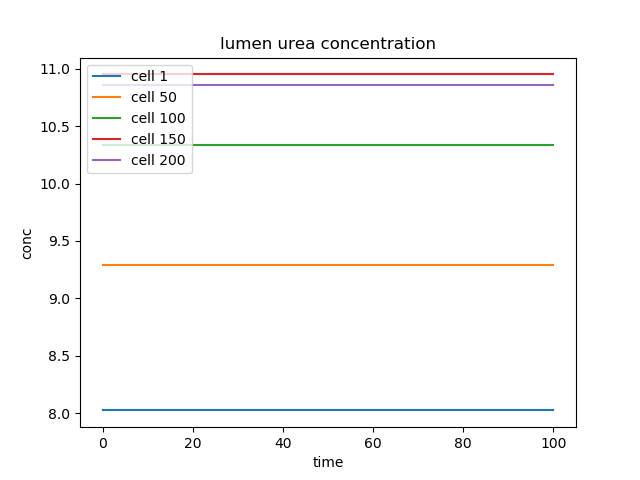 lumen urea concentration
11.0
10.5
10.0
9.5
9.0
8.5
8.0
conc
cell 1
cell 50
cell 100
cell 150
cell 200
0
20
40
60
80
100
time